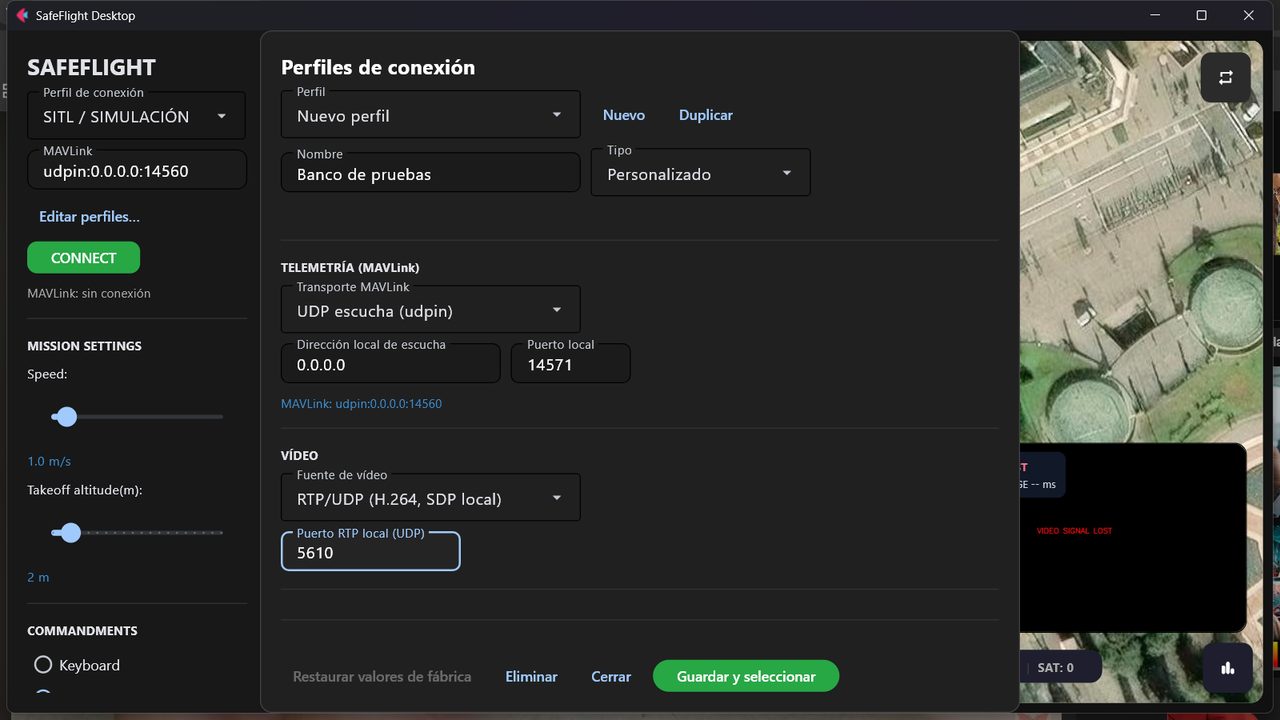 SafeFlight Desktop
SAFEFLIGHT
Perfil de conexión
SITL / SIMULACIÓN
MAVLink
udpin:0.0.0.0:14560
Editar perfiles...
CONNECT
MAVLink: sin conexión
MISSION SETTINGS
Speed:
1.0 m/s
Takeoff altitude(m):
2 m
COMMANDMENTS
Keyboard
Perfiles de conexión
Perfil
Nuevo perfil
Nuevo
Duplicar
Nombre
Banco de pruebas
Tipo
Personalizado
TELEMETRÍA (MAVLink)
Transporte MAVLink
UDP escucha (udpin)
Dirección local de escucha
0.0.0.0
Puerto local
14571
MAVLink: udpin:0.0.0.0:14560
VÍDEO
Fuente de vídeo
RTP/UDP (H.264, SDP local)
Puerto RTP local (UDP)
5610
Restaurar valores de fábrica
Eliminar
Cerrar
Guardar y seleccionar
-- ms
VIDEO SIGNAL LOST
SAT: 0